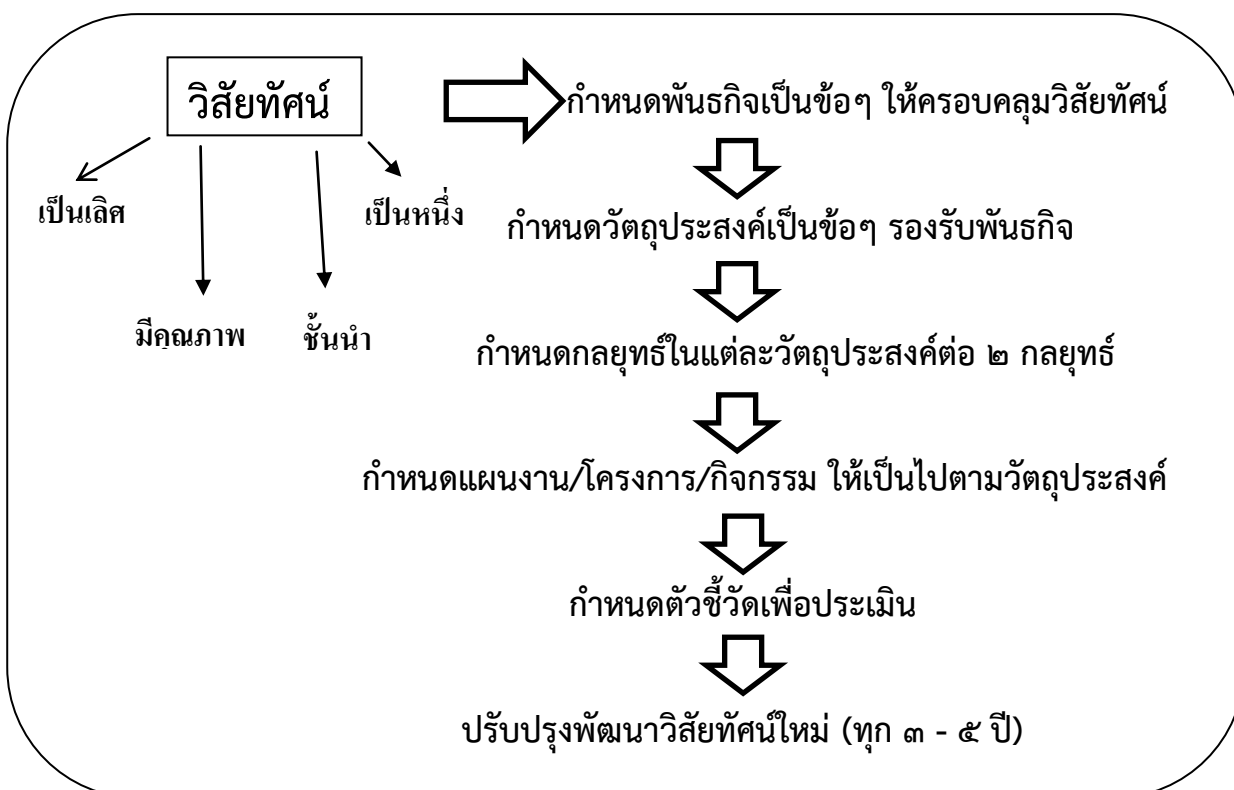 วิสัยทัศน์
กำหนดพันธกิจเป็นข้อๆ ให้ครอบคลุมวิสัยทัศน์
เป็นเลิศ
เป็นหนึ่ง
กำหนดวัตถุประสงค์เป็นข้อๆ รองรับพันธกิจ
มีคุณภาพ
ชั้นนำ
กำหนดกลยุทธ์ในแต่ละวัตถุประสงค์ต่อ ๒ กลยุทธ์
กำหนดแผนงาน/โครงการ/กิจกรรม ให้เป็นไปตามวัตถุประสงค์
กำหนดตัวชี้วัดเพื่อประเมิน
ปรับปรุงพัฒนาวิสัยทัศน์ใหม่ (ทุก ๓ - ๕ ปี)